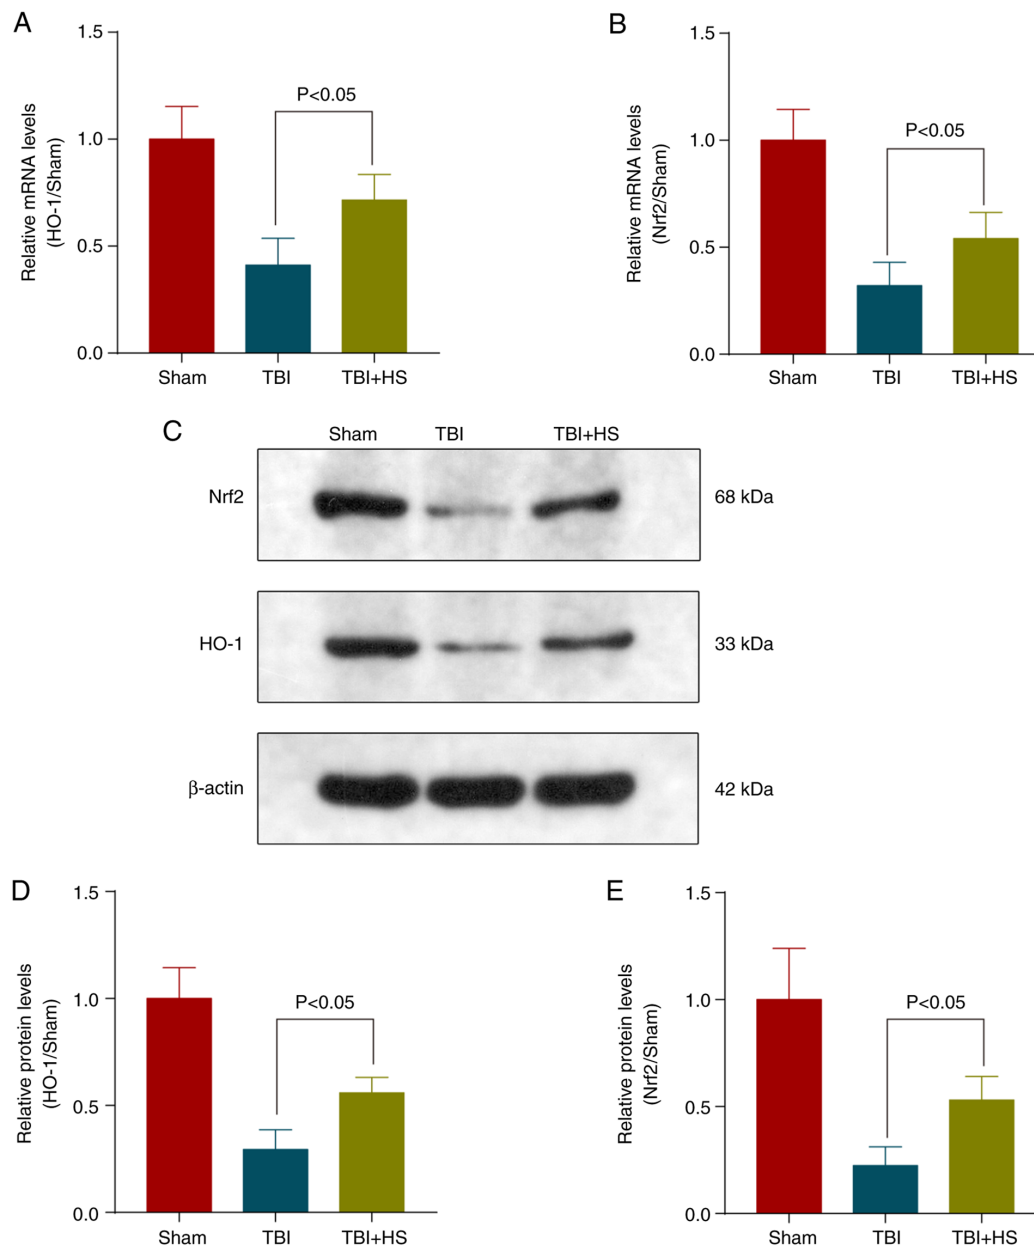 A
1.5
1.0
0.5
0.0
Relative mRNA levels
(HO-1/Sham)
P<0.05
Sham TBI TBI+HS
B
1.5
1.0
0.5
0.0
Relative mRNA levels
(Nrf2/Sham)
P<0.05
Sham TBI TBI+HS
C
Sham TBI TBI+HS
Nrf2 68 kDa
HO-1 33 kDa
β-actin 42 kDa
D
1.5
1.0
0.5
0.0
Relative protein levels
(HO-1/Sham)
P<0.05
Sham TBI TBI+HS
E
1.5
1.0
0.5
0.0
Relative protein levels
(Nrf2/Sham)
P<0.05
Sham TBI TBI+HS